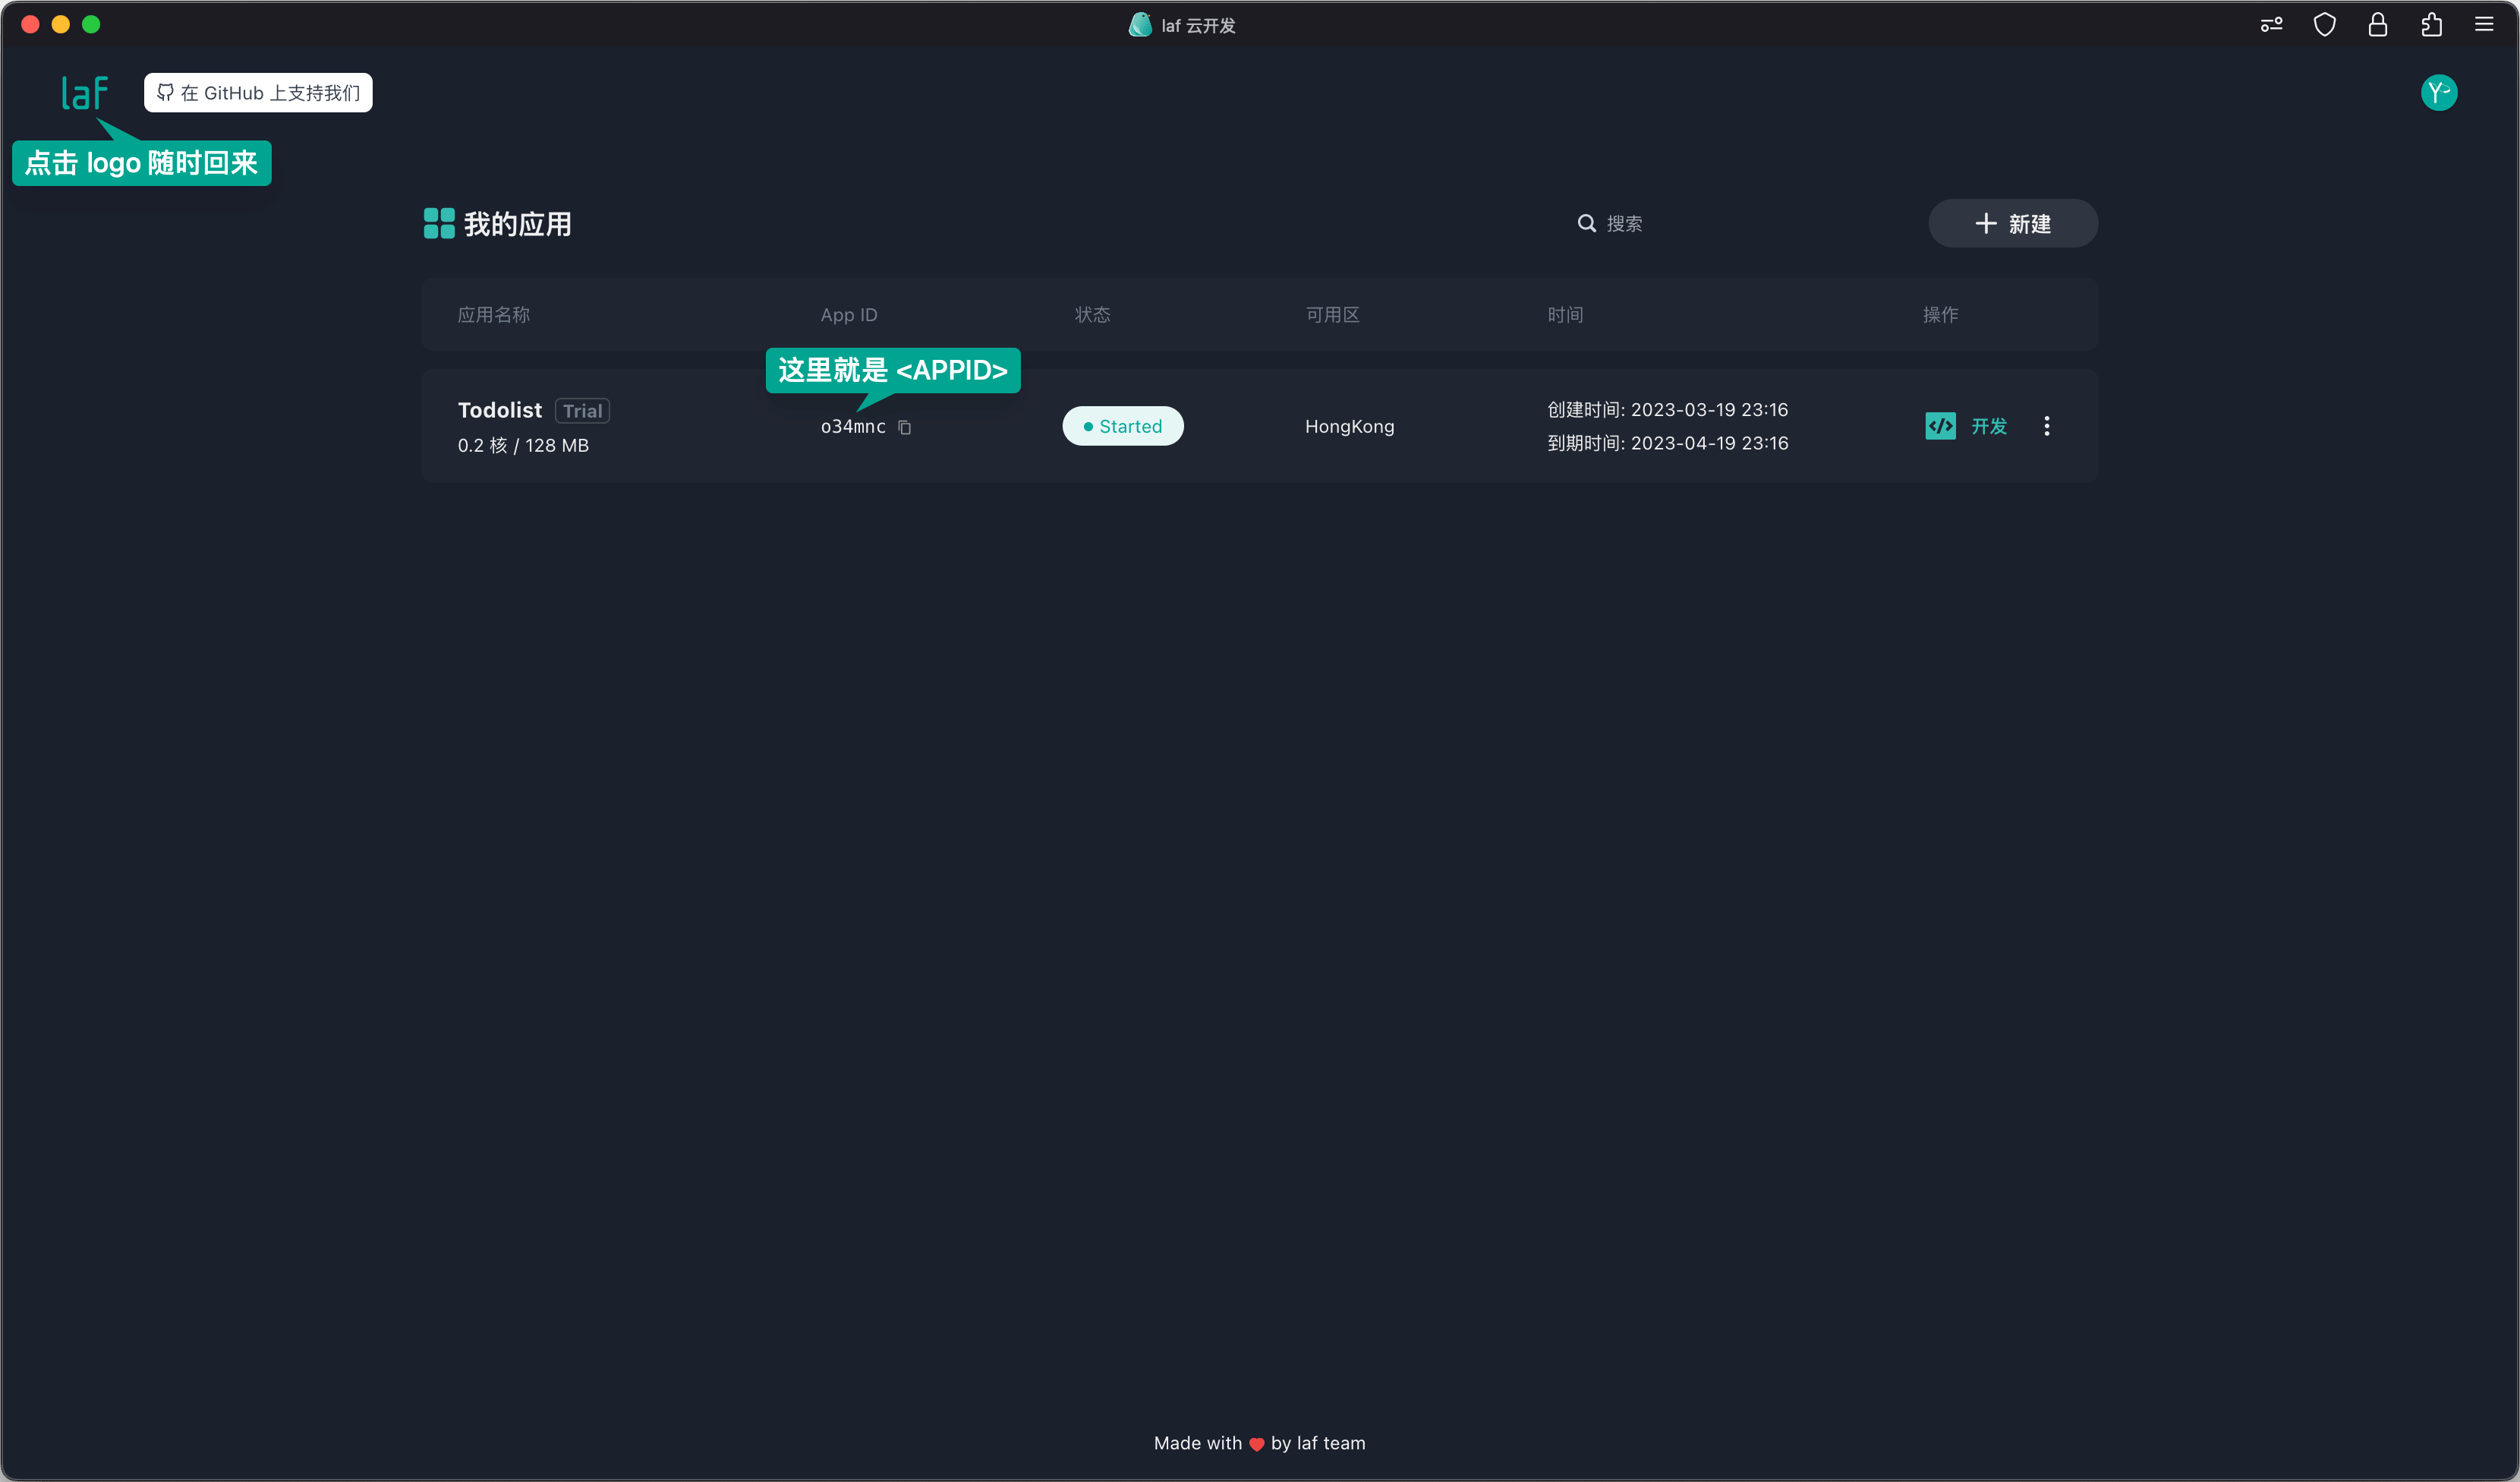 laf 云开发
laf
在 GitHub 上支持我们
点击 logo 随时回来
我的应用
搜索
新建
应用名称 App ID 状态 可用区 时间 操作
这里就是 <APPID>
Todolist Trial
0.2 核 / 128 MB
o34mnc
Started
HongKong
创建时间: 2023-03-19 23:16
到期时间: 2023-04-19 23:16
</> 开发
Made with ❤ by laf team